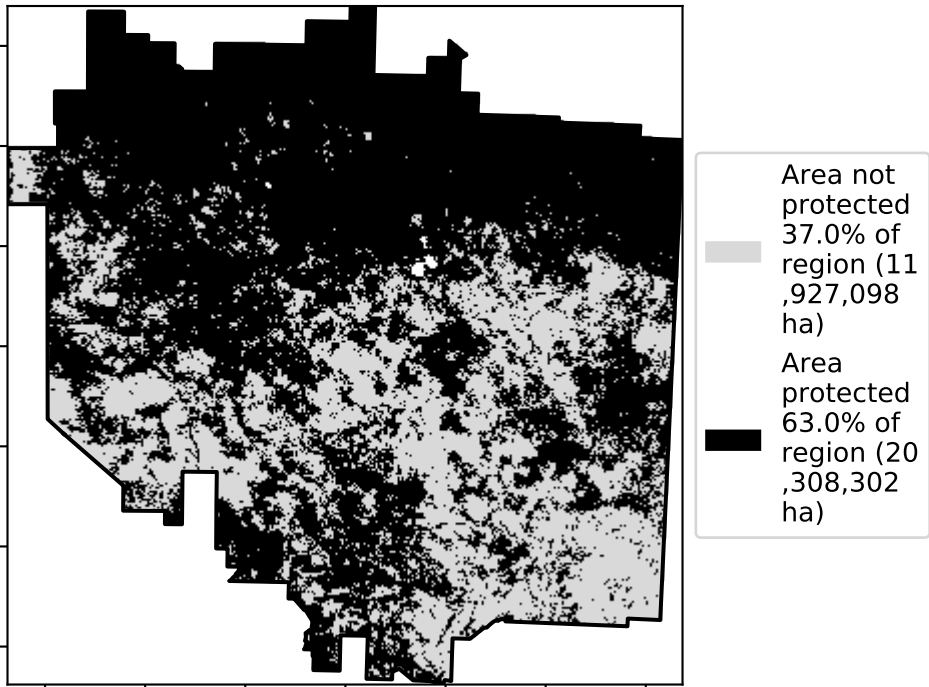 Area not
protected
37.0% of
region (11
,927,098
ha)
Area
protected
63.0% of
region (20
,308,302
ha)